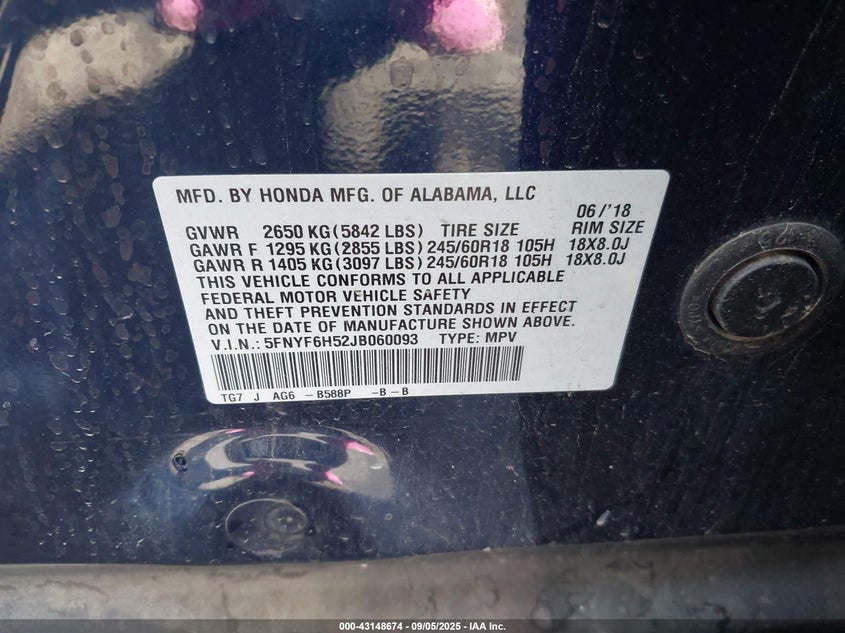 MFD. BY HONDA MFG. OF ALABAMA, LLC
06/'18
GVWR 2650 KG(5842 LBS) TIRE SIZE RIM SIZE
GAWR F 1295 KG(2855 LBS)245/60R18 105H 18X8.0J
GAWR R 1405 KG(3097 LBS)245/60R18 105H 18X8.0J
THIS VEHICLE CONFORMS TO ALL APPLICABLE
FEDERAL MOTOR VEHICLE SAFETY
AND THEFT PREVENTION STANDARDS IN EFFECT
ON THE DATE OF MANUFACTURE SHOWN ABOVE.
V.I.N.: 5FNYF6H52JB060093 TYPE: MPV
TG7 J AG6 -B588P -B-B
000-43148674 - 09/05/2025 - IAA Inc.